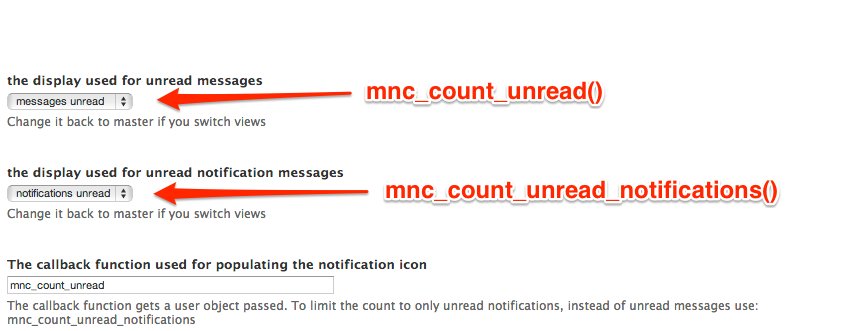 the display used for unread messages
messages unread
mnc_count_unread()
Change it back to master if you switch views
the display used for unread notification messages
notifications unread
mnc_count_unread_notifications()
Change it back to master if you switch views
The callback function used for populating the notification icon
mnc_count_unread
The callback function gets a user object passed. To limit the count to only unread notifications, instead of unread messages use:
mnc_count_unread_notifications